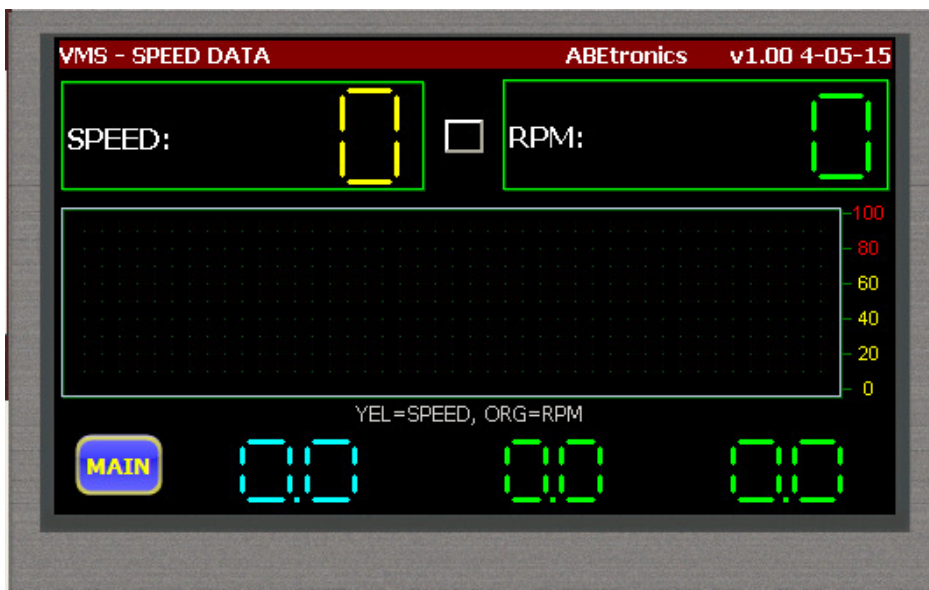 VMS - SPEED DATA ABEtronics v1.00 4-05-15
SPEED: 0 RPM: 0
100
80
60
40
20
0
YEL=SPEED, ORG=RPM
MAIN 0.0 0.0 0.0